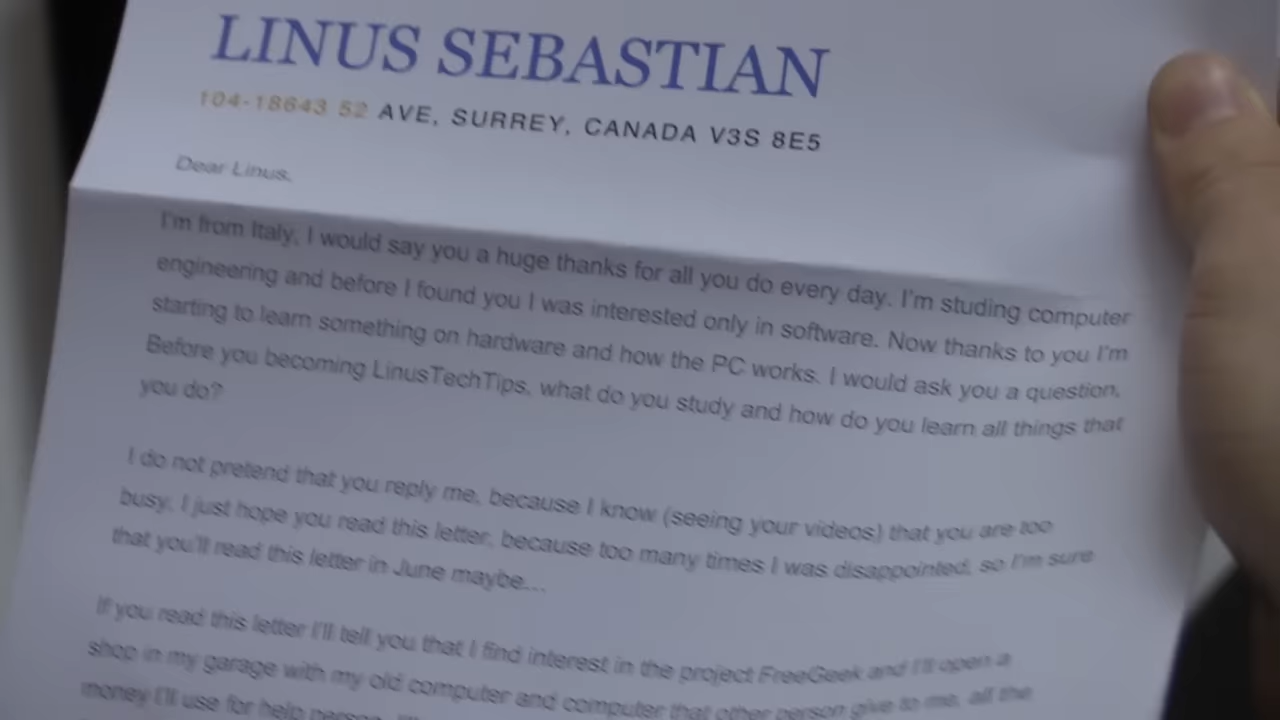 LINUS SEBASTIAN
104-18643 52 AVE, SURREY, CANADA V3S 8E5
Dear Linus,
I'm from Italy, I would say you a huge thanks for all you do every day. I'm studing computer
engineering and before I found you I was interested only in software. Now thanks to you I'm
starting to learn something on hardware and how the PC works. I would ask you a question,
Before you becoming LinusTechTips, what do you study and how do you learn all things that
you do?
I do not pretend that you reply me, because I know (seeing your videos) that you are too
busy, I just hope you read this letter, because too many times I was disappointed, so I'm sure
that you'll read this letter in June maybe...
If you read this letter I'll tell you that I find interest in the project FreeGeek and I'll open a
shop in my garage with my old computer and computer that other person give to me, all the
money I'll use for help person